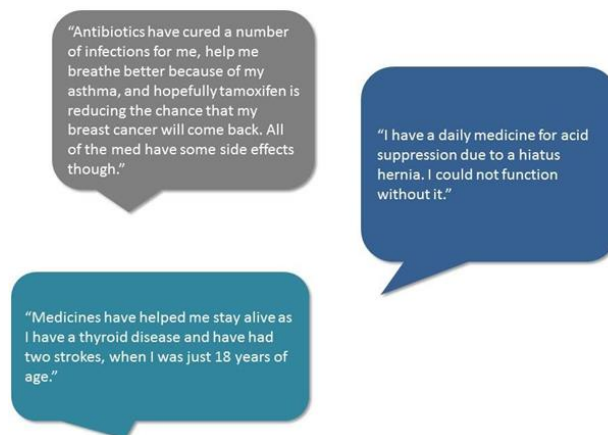 “Antibiotics have cured a number
of infections for me, help me
breathe better because of my
asthma, and hopefully tamoxifen is
reducing the chance that my
breast cancer will come back. All
of the med have some side effects
though.”
“I have a daily medicine for acid
suppression due to a hiatus
hernia. I could not function
without it.”
“Medicines have helped me stay alive as
I have a thyroid disease and have had
two strokes, when I was just 18 years of
age.”